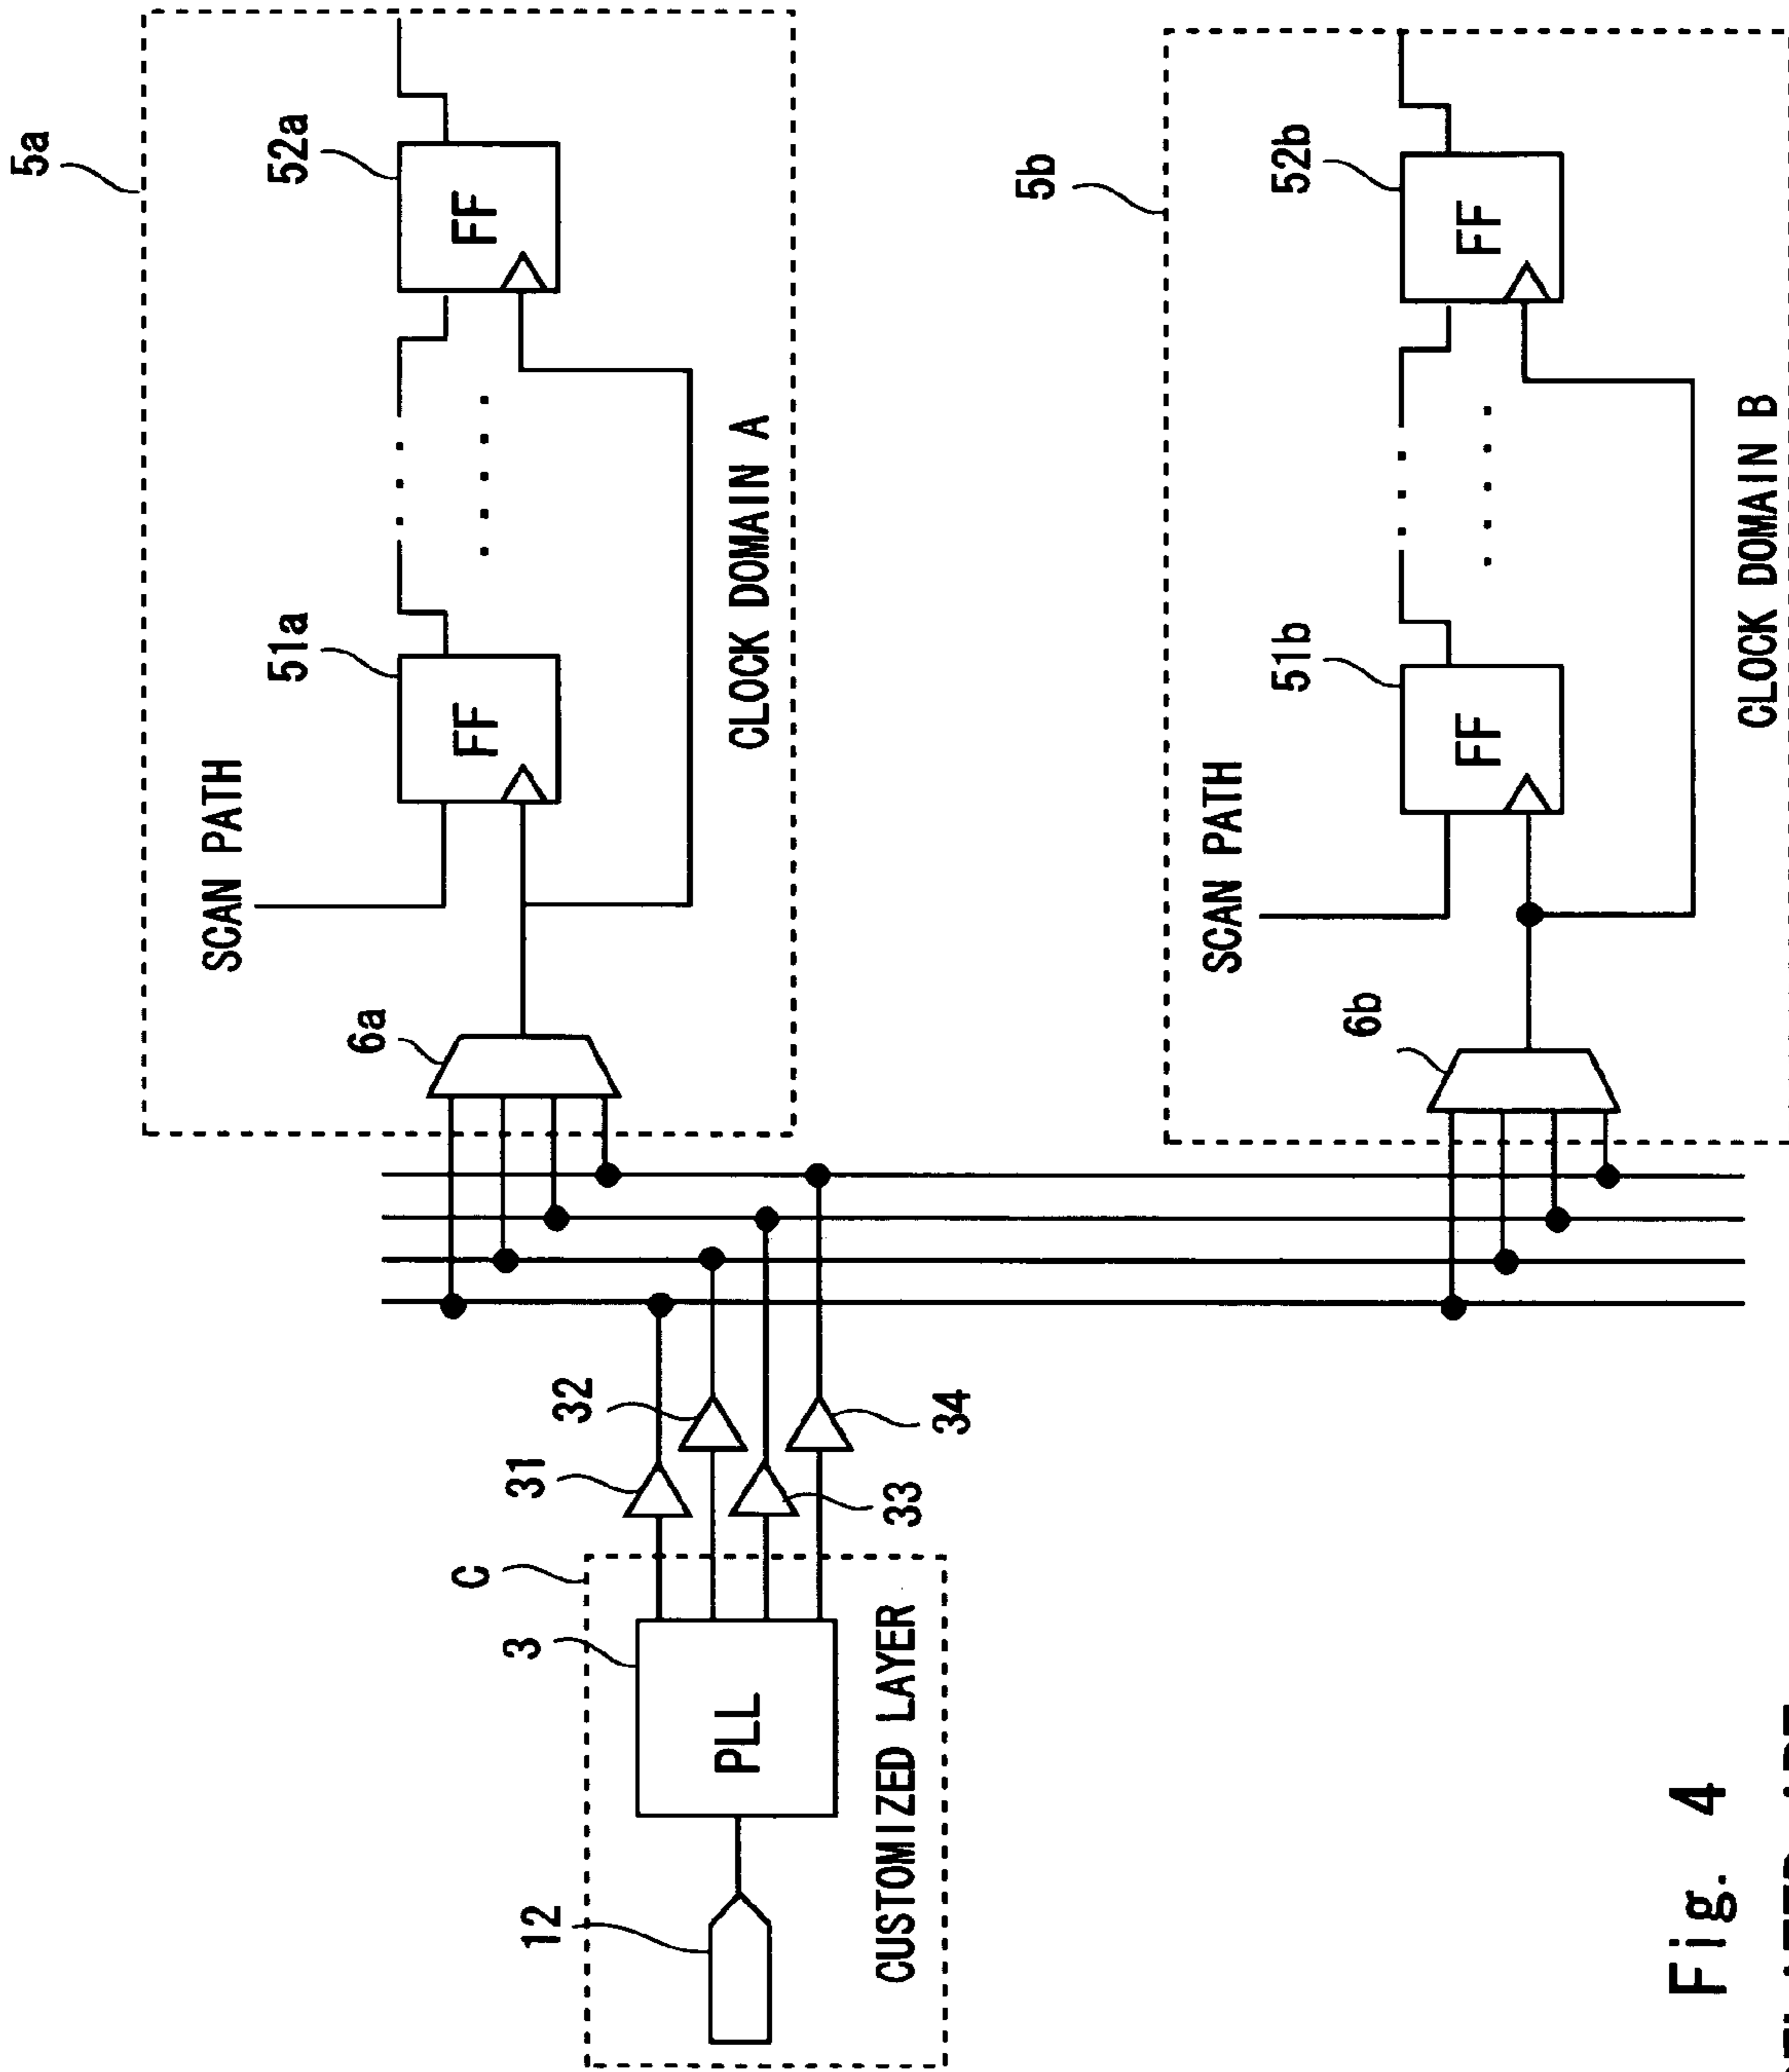 5a
52a
FF
51a
FF
SCAN PATH
6a
CLOCK DOMAIN A
5b
52b
FF
51b
FF
SCAN PATH
6b
CLOCK DOMAIN B
31
32
33
34
C
3
PLL
12
CUSTOMIZED LAYER
Fig. 4